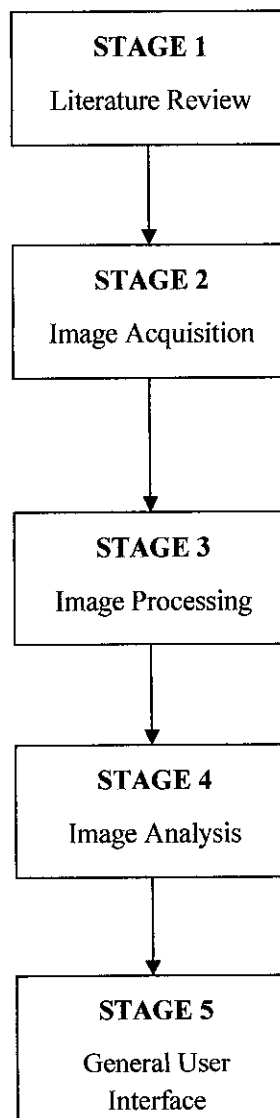 STAGE 1
Literature Review
STAGE 2
Image Acquisition
STAGE 3
Image Processing
STAGE 4
Image Analysis
STAGE 5
General User
Interface